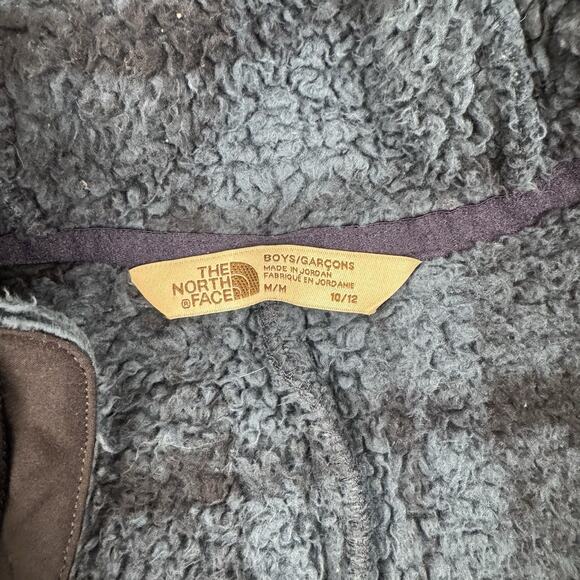 THE
NORTH
® FACE
BOYS/GARÇONS
MADE IN JORDAN
FABRIQUÉ EN JORDANIE
M/M 10/12